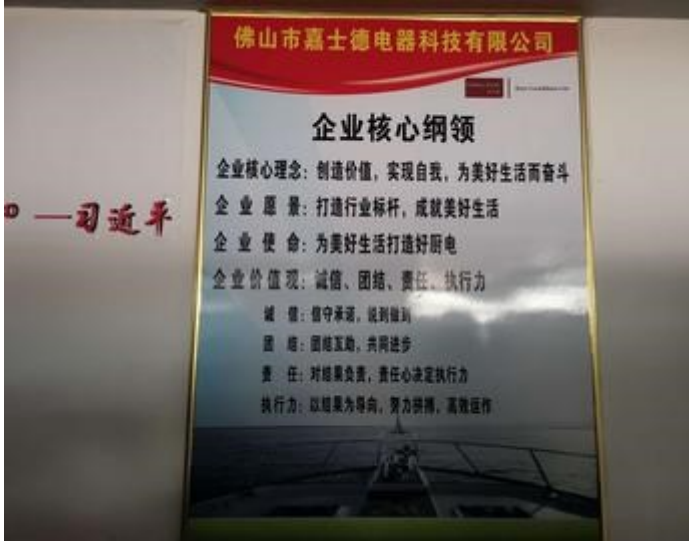 佛山市嘉士德电器科技有限公司
企业核心纲领
企业核心理念：创造价值，实现自我，为美好生活而奋斗
企业愿景：打造行业标杆，成就美好生活
企业使命：为美好生活打造好厨电
企业价值观：诚信、团结、责任、执行力
诚信：信守承诺，说到做到
团结：团结互助，共同进步
责任：对结果负责，责任心决定执行力
执行力：以结果为导向，努力拼搏，高效运作
。—习近平